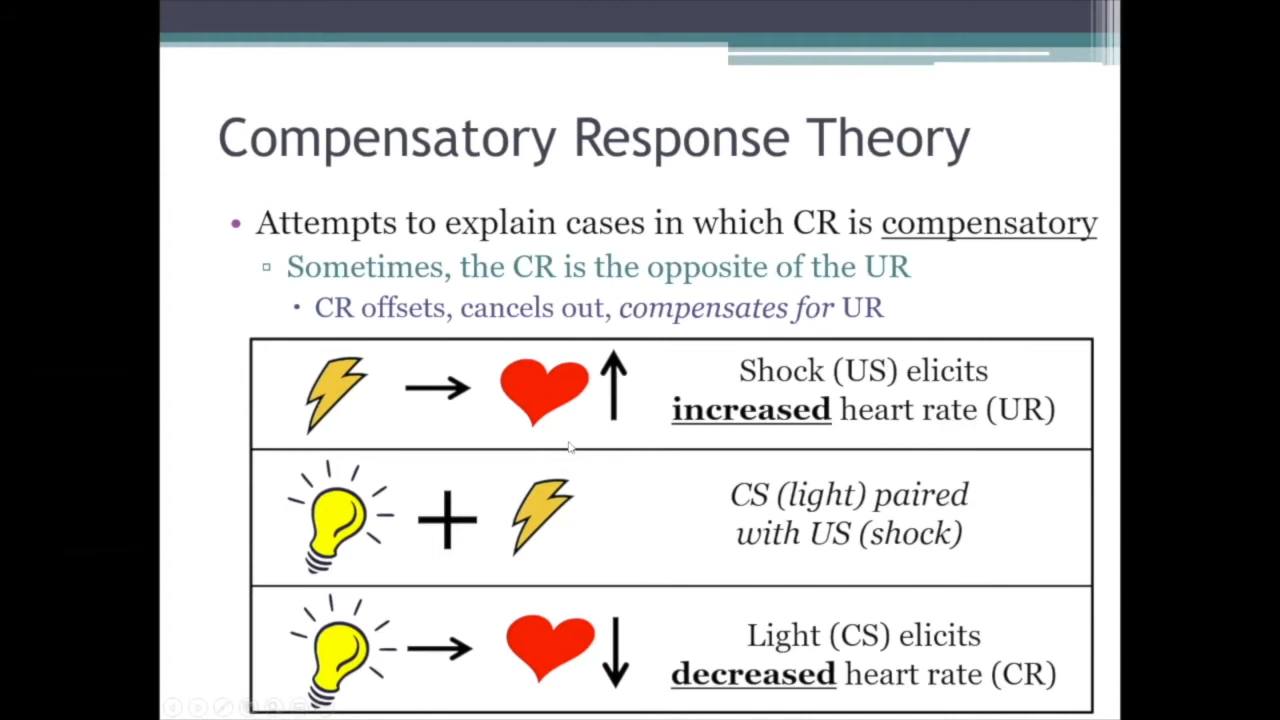 Compensatory Response Theory
• Attempts to explain cases in which CR is compensatory
▫ Sometimes, the CR is the opposite of the UR
• CR offsets, cancels out, compensates for UR
Shock (US) elicits
increased heart rate (UR)
CS (light) paired
with US (shock)
Light (CS) elicits
decreased heart rate (CR)